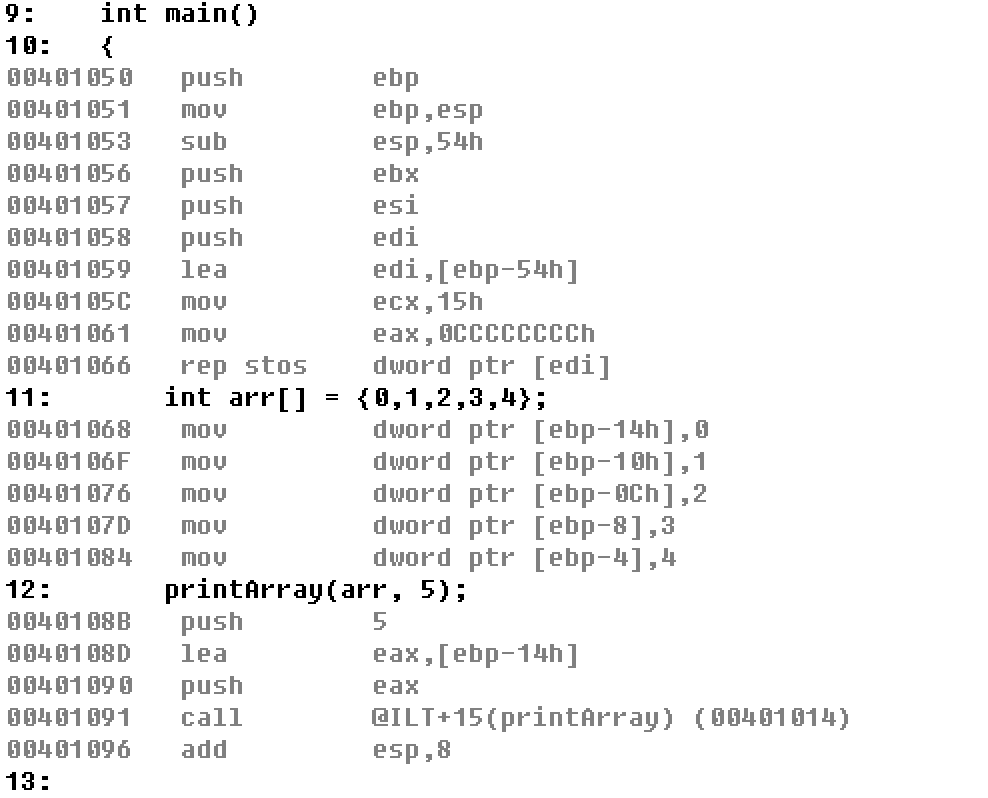 9:    int main()
10:   {
00401050   push        ebp
00401051   mov         ebp,esp
00401053   sub         esp,54h
00401056   push        ebx
00401057   push        esi
00401058   push        edi
00401059   lea         edi,[ebp-54h]
0040105C   mov         ecx,15h
00401061   mov         eax,0CCCCCCCCh
00401066   rep stos    dword ptr [edi]
11:       int arr[] = {0,1,2,3,4};
00401068   mov         dword ptr [ebp-14h],0
0040106F   mov         dword ptr [ebp-10h],1
00401076   mov         dword ptr [ebp-0Ch],2
0040107D   mov         dword ptr [ebp-8],3
00401084   mov         dword ptr [ebp-4],4
12:       printArray(arr, 5);
0040108B   push        5
0040108D   lea         eax,[ebp-14h]
00401090   push        eax
00401091   call        @ILT+15(printArray) (00401014)
00401096   add         esp,8
13: